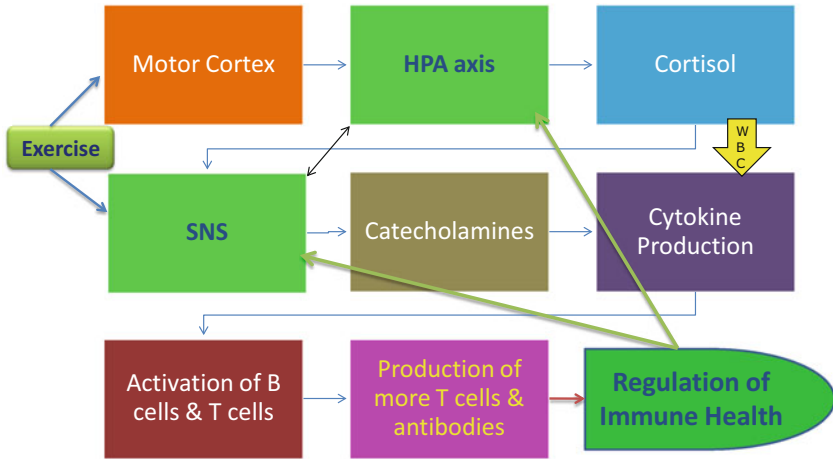 Motor Cortex
HPA axis
Cortisol
Exercise
W
B
C
SNS
Catecholamines
Cytokine
Production
Activation of B
cells & T cells
Production of
more T cells &
antibodies
Regulation of
Immune Health